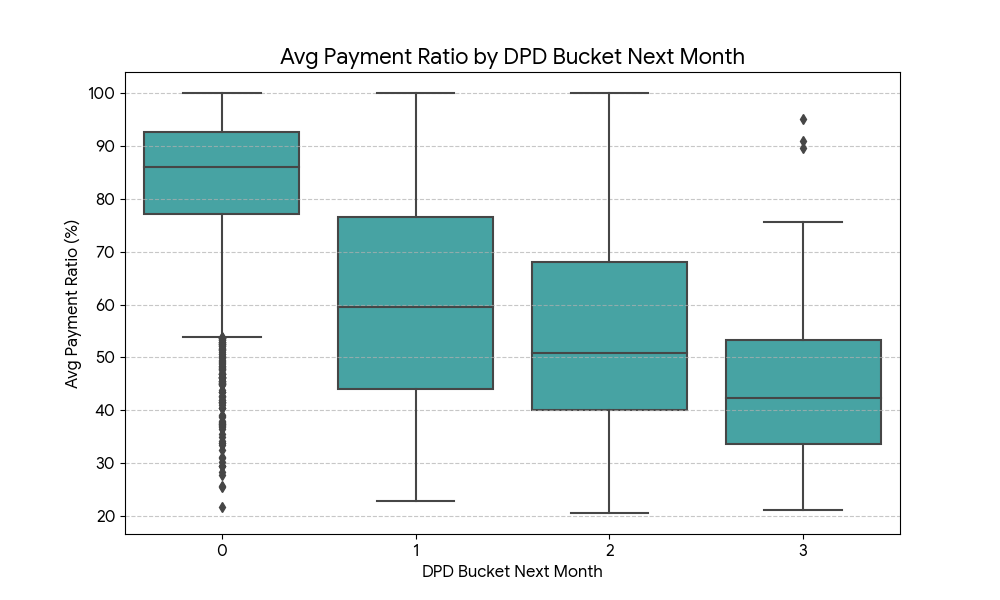 Avg Payment Ratio by DPD Bucket Next Month
Avg Payment Ratio (%)
100
90
80
70
60
50
40
30
20
0 1 2 3
DPD Bucket Next Month